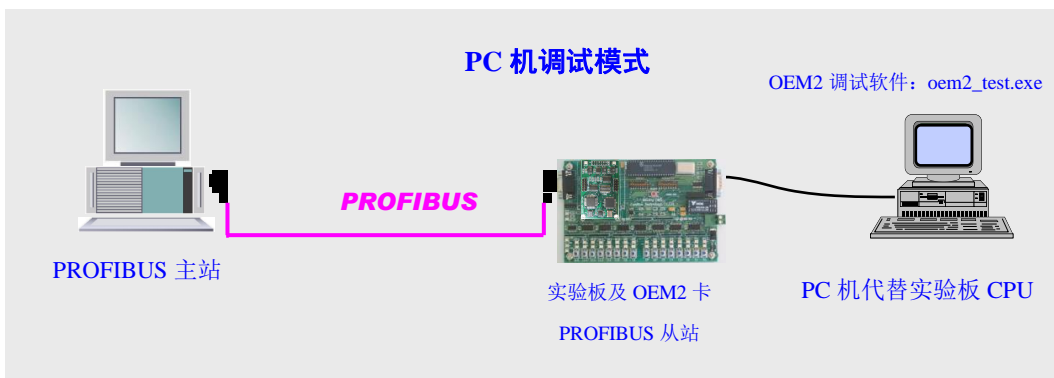 PC 机调试模式
OEM2 调试软件：oem2_test.exe
PROFIBUS
PROFIBUS 主站
实验板及 OEM2 卡
PROFIBUS 从站
PC 机代替实验板 CPU